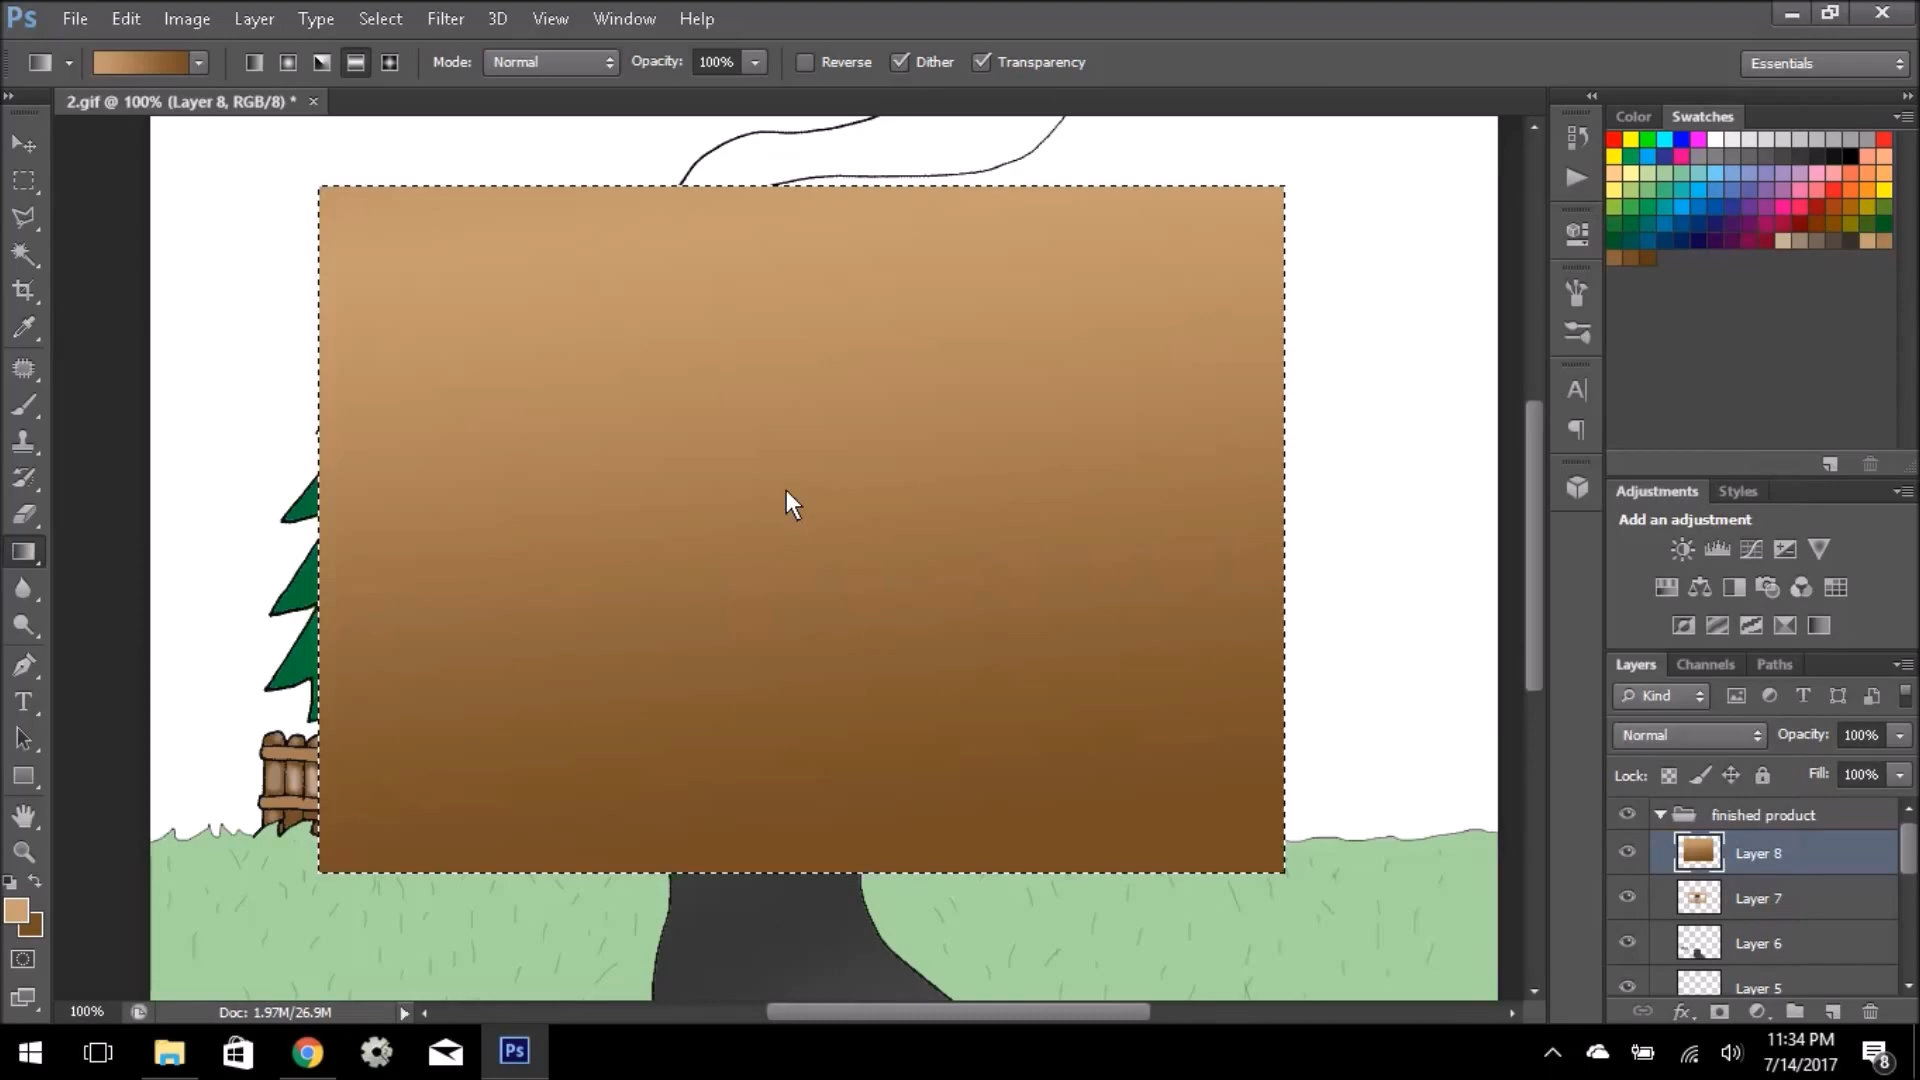 Ps File Edit Image Layer Type Select Filter 3D View Window Help
Mode: Normal Opacity: 100% Reverse Dither Transparency Essentials
2.gif @ 100% (Layer 8, RGB/8) *
Color Swatches
Adjustments Styles
Add an adjustment
Layers Channels Paths
Kind
Normal Opacity: 100%
Lock: Fill: 100%
finished product
Layer 8
Layer 7
Layer 6
Layer 5
100% Doc: 1.97M/26.9M
Ps
11:34 PM
7/14/2017
8